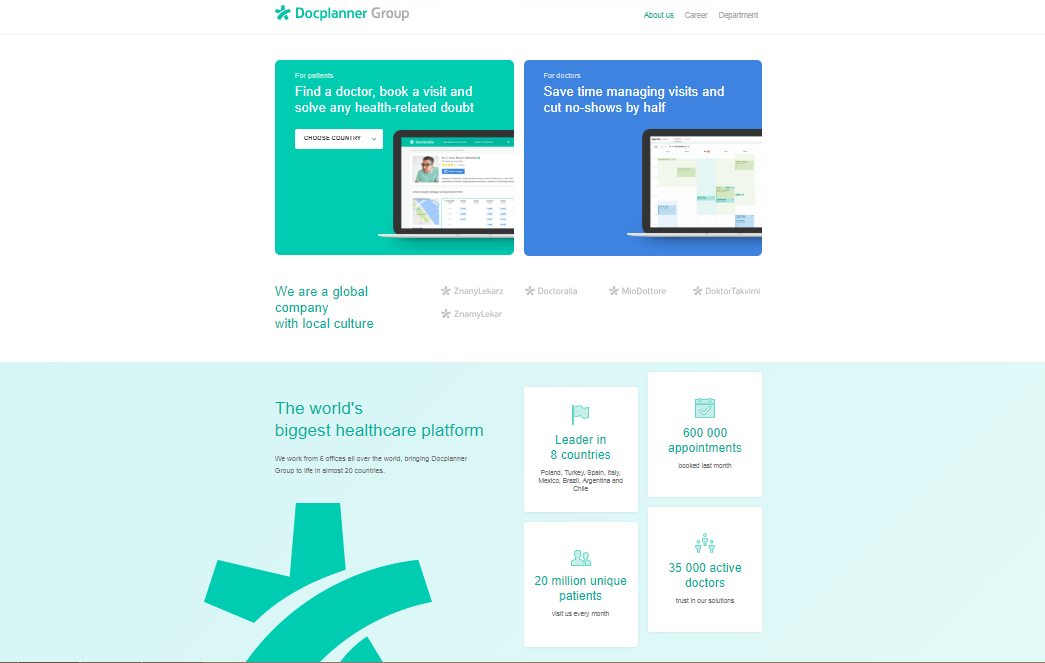 Docplanner Group
About us
Career
Department
For patients
Find a doctor, book a visit and
solve any health-related doubt
CHOOSE COUNTRY
For doctors
Save time managing visits and
cut no-shows by half
We are a global
company
with local culture
ZnanyLekarz
Doctoralia
MioDottore
DoktorTakvimi
ZnamyLekar
The world's
biggest healthcare platform
We work from 6 offices all over the world, bringing Docplanner
Group to life in almost 20 countries.
Leader in
8 countries
Poland, Turkey, Spain, Italy,
Mexico, Brazil, Argentina and
Chile
600 000
appointments
booked last month
20 million unique
patients
visit us every month
35 000 active
doctors
trust in our solutions